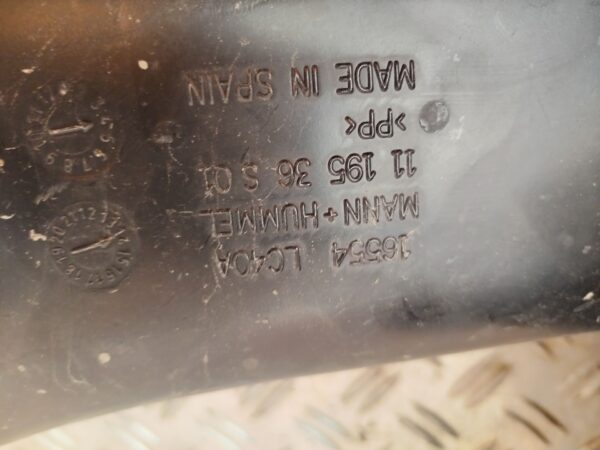 16554 LC40A
MANN+HUMMEL
11 195 36 S 01
>PP<
MADE IN SPAIN